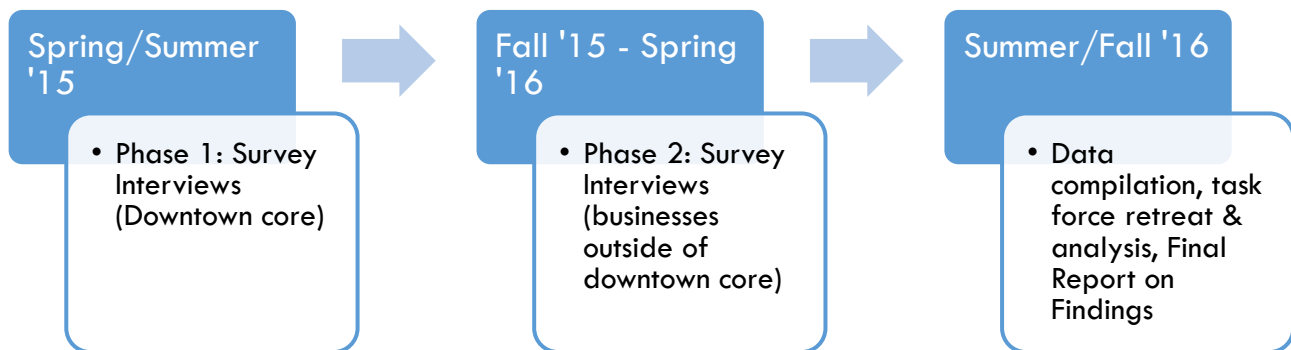 Spring/Summer
'15
• Phase 1: Survey
Interviews
(Downtown core)
Fall '15 - Spring
'16
• Phase 2: Survey
Interviews
(businesses
outside of
downtown core)
Summer/Fall '16
• Data
compilation, task
force retreat &
analysis, Final
Report on
Findings